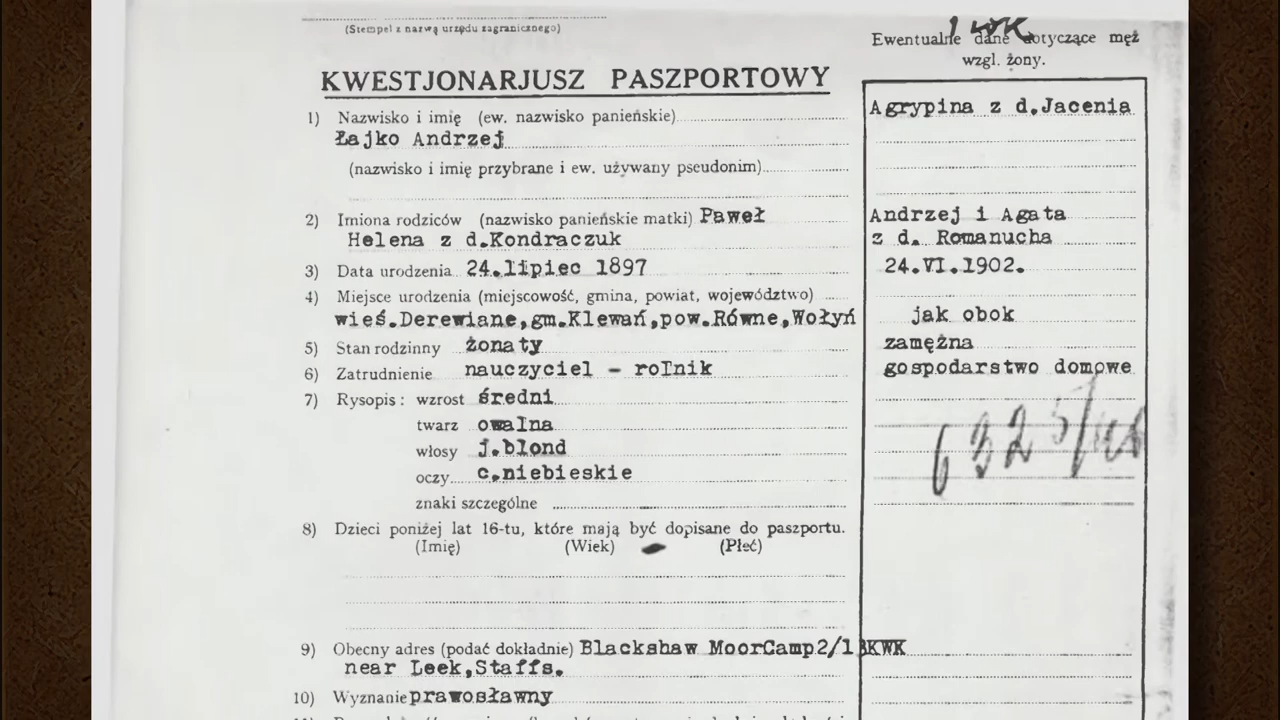 (Stempel z nazwą urzędu zagranicznego)
Ewentualne dane dotyczące męż
wzgl. żony.
KWESTJONARJUSZ PASZPORTOWY
1) Nazwisko i imię (ew. nazwisko panieńskie)
Agrypina z d.Jacenia
Łajko Andrzej
(nazwisko i imię przybrane i ew. używany pseudonim)
2) Imiona rodziców (nazwisko panieńskie matki) Paweł
Andrzej i Agata
Helena z d.Kondraczuk
z d. Romanucha
3) Data urodzenia 24.lipiec 1897
24.VI.1902.
4) Miejsce urodzenia (miejscowość, gmina, powiat, województwo)
wieś.Derewiane,gm.Klewań,pow.Równe,Wołyń
jak obok
5) Stan rodzinny żonaty
zamężna
6) Zatrudnienie nauczyciel - rolnik
gospodarstwo domowe
7) Rysopis: wzrost średni
twarz owalna
włosy j.blond
oczy c.niebieskie
znaki szczególne
8) Dzieci poniżej lat 16-tu, które mają być dopisane do paszportu.
(Imię) (Wiek) (Płeć)
9) Obecny adres (podać dokładnie) Blackshaw MoorCamp2/13KWK
near Leek,Staffs.
10) Wyznanie prawosławny